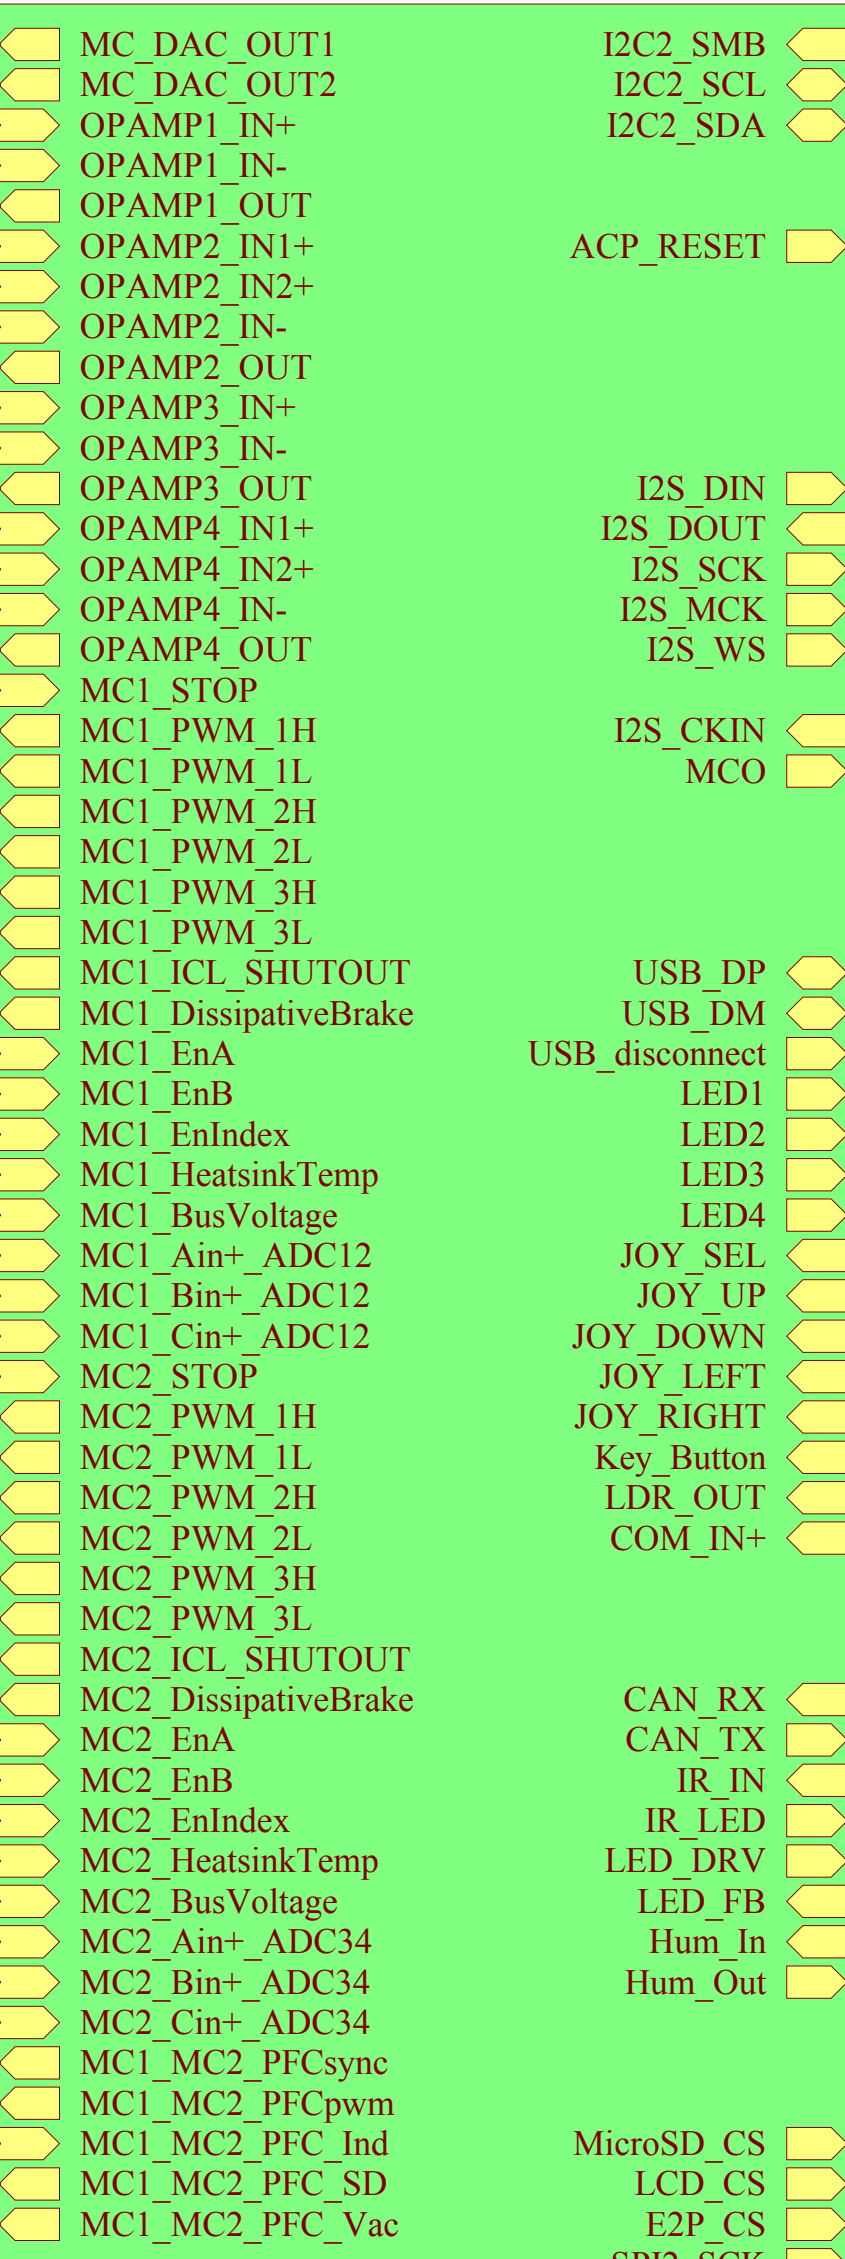 MC_DAC_OUT1 I2C2_SMB
MC_DAC_OUT2 I2C2_SCL
OPAMP1_IN+ I2C2_SDA
OPAMP1_IN-
OPAMP1_OUT
OPAMP2_IN1+ ACP_RESET
OPAMP2_IN2+
OPAMP2_IN-
OPAMP2_OUT
OPAMP3_IN+
OPAMP3_IN-
OPAMP3_OUT I2S_DIN
OPAMP4_IN1+ I2S_DOUT
OPAMP4_IN2+ I2S_SCK
OPAMP4_IN- I2S_MCK
OPAMP4_OUT I2S_WS
MC1_STOP
MC1_PWM_1H I2S_CKIN
MC1_PWM_1L MCO
MC1_PWM_2H
MC1_PWM_2L
MC1_PWM_3H
MC1_PWM_3L
MC1_ICL_SHUTOUT USB_DP
MC1_DissipativeBrake USB_DM
MC1_EnA USB_disconnect
MC1_EnB LED1
MC1_EnIndex LED2
MC1_HeatsinkTemp LED3
MC1_BusVoltage LED4
MC1_Ain+_ADC12 JOY_SEL
MC1_Bin+_ADC12 JOY_UP
MC1_Cin+_ADC12 JOY_DOWN
MC2_STOP JOY_LEFT
MC2_PWM_1H JOY_RIGHT
MC2_PWM_1L Key_Button
MC2_PWM_2H LDR_OUT
MC2_PWM_2L COM_IN+
MC2_PWM_3H
MC2_PWM_3L
MC2_ICL_SHUTOUT
MC2_DissipativeBrake CAN_RX
MC2_EnA CAN_TX
MC2_EnB IR_IN
MC2_EnIndex IR_LED
MC2_HeatsinkTemp LED_DRV
MC2_BusVoltage LED_FB
MC2_Ain+_ADC34 Hum_In
MC2_Bin+_ADC34 Hum_Out
MC2_Cin+_ADC34
MC1_MC2_PFCsync
MC1_MC2_PFCpwm
MC1_MC2_PFC_Ind MicroSD_CS
MC1_MC2_PFC_SD LCD_CS
MC1_MC2_PFC_Vac E2P_CS
SPI2_SCK